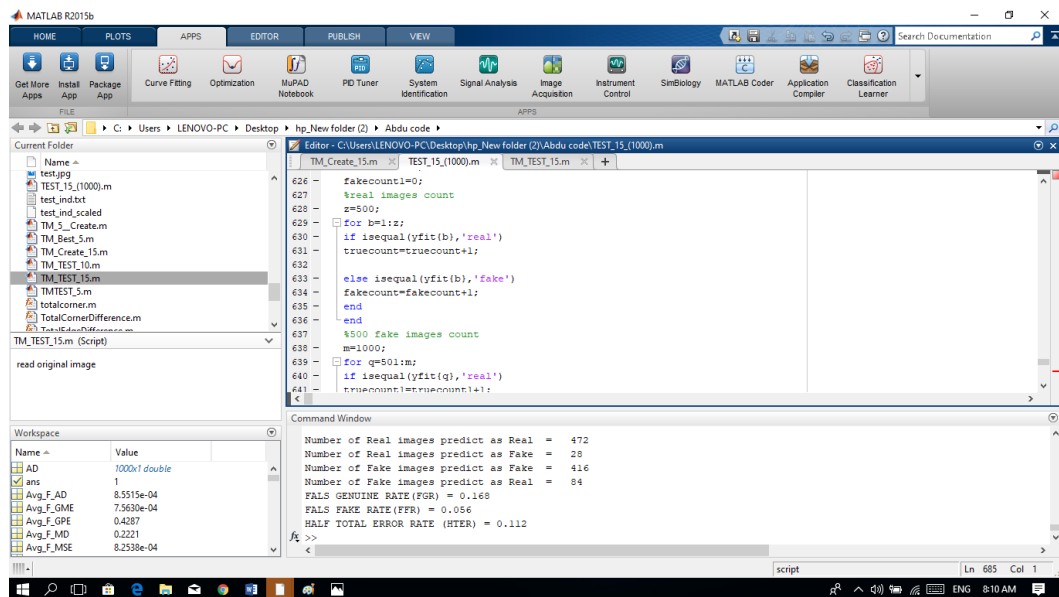 MATLAB R2015b
HOME PLOTS APPS EDITOR PUBLISH VIEW Search Documentation
Get More Apps Install App Package App Curve Fitting Optimization MuPAD Notebook PID Tuner System Identification Signal Analysis Image Acquisition Instrument Control SimBiology MATLAB Coder Application Compiler Classification Learner
FILE APPS
C: Users LENOVO-PC Desktop hp_New folder (2) Abdu code
Current Folder
Name
test.jpg
TEST_15_(1000).m
test_ind.txt
test_ind_scaled
TM_5__Create.m
TM_Best_5.m
TM_Create_15.m
TM_TEST_10.m
TM_TEST_15.m
TMTEST_5.m
totalcorner.m
TotalCornerDifference.m
TotalEdgeDifference.m
TM_TEST_15.m (Script)
read original image
Workspace
Name Value
AD 1000x1 double
ans 1
Avg_F_AD 8.5515e-04
Avg_F_GME 7.5630e-04
Avg_F_GPE 0.4287
Avg_F_MD 0.2221
Avg_F_MSE 8.2538e-04
Editor - C:\Users\LENOVO-PC\Desktop\hp_New folder (2)\Abdu code\TEST_15_(1000).m
TM_Create_15.m TEST_15_(1000).m TM_TEST_15.m
626 - fakecount1=0;
627 %real images count
628 - z=500;
629 - for b=1:z;
630 - if isequal(yfit{b},'real')
631 - truecount=truecount+1;
632
633 - else isequal(yfit{b},'fake')
634 - fakecount=fakecount+1;
635 - end
636 - end
637 %500 fake images count
638 - m=1000;
639 - for q=501:m;
640 - if isequal(yfit{q},'real')
641 - truecount1=truecount1+1;
Command Window
Number of Real images predict as Real = 472
Number of Real images predict as Fake = 28
Number of Fake images predict as Fake = 416
Number of Fake images predict as Real = 84
FALS GENUINE RATE(FGR) = 0.168
FALS FAKE RATE(FFR) = 0.056
HALF TOTAL ERROR RATE (HTER) = 0.112
fx >>
script Ln 685 Col 1
ENG 8:10 AM